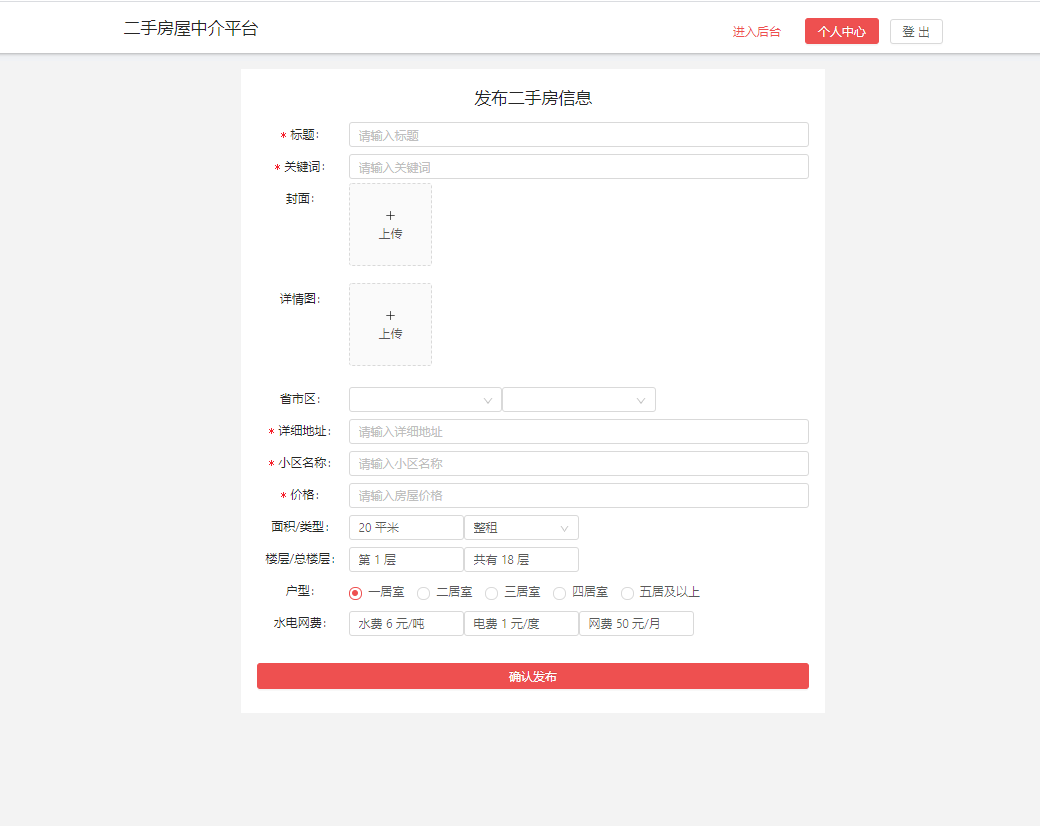 二手房屋中介平台
进入后台 个人中心 登 出
发布二手房信息
* 标题: 请输入标题
* 关键词: 请输入关键词
封面: + 上传
详情图: + 上传
省市区:
* 详细地址: 请输入详细地址
* 小区名称: 请输入小区名称
* 价格: 请输入房屋价格
面积/类型: 20 平米 整租
楼层/总楼层: 第 1 层 共有 18 层
户型: 一居室 二居室 三居室 四居室 五居及以上
水电网费: 水费 6 元/吨 电费 1 元/度 网费 50 元/月
确认发布